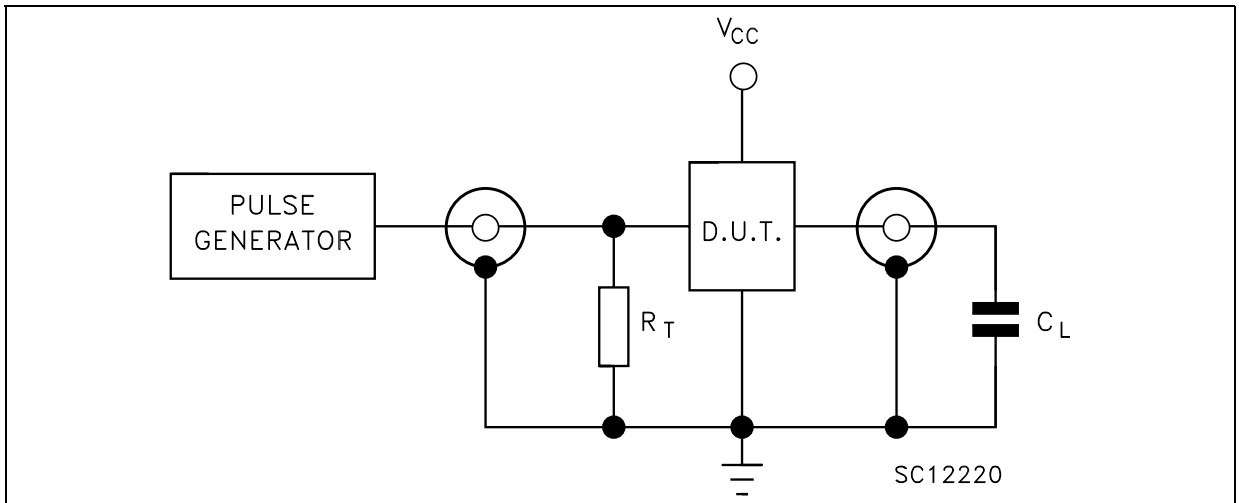 VCC
PULSE
GENERATOR
D.U.T.
RT
CL
SC12220